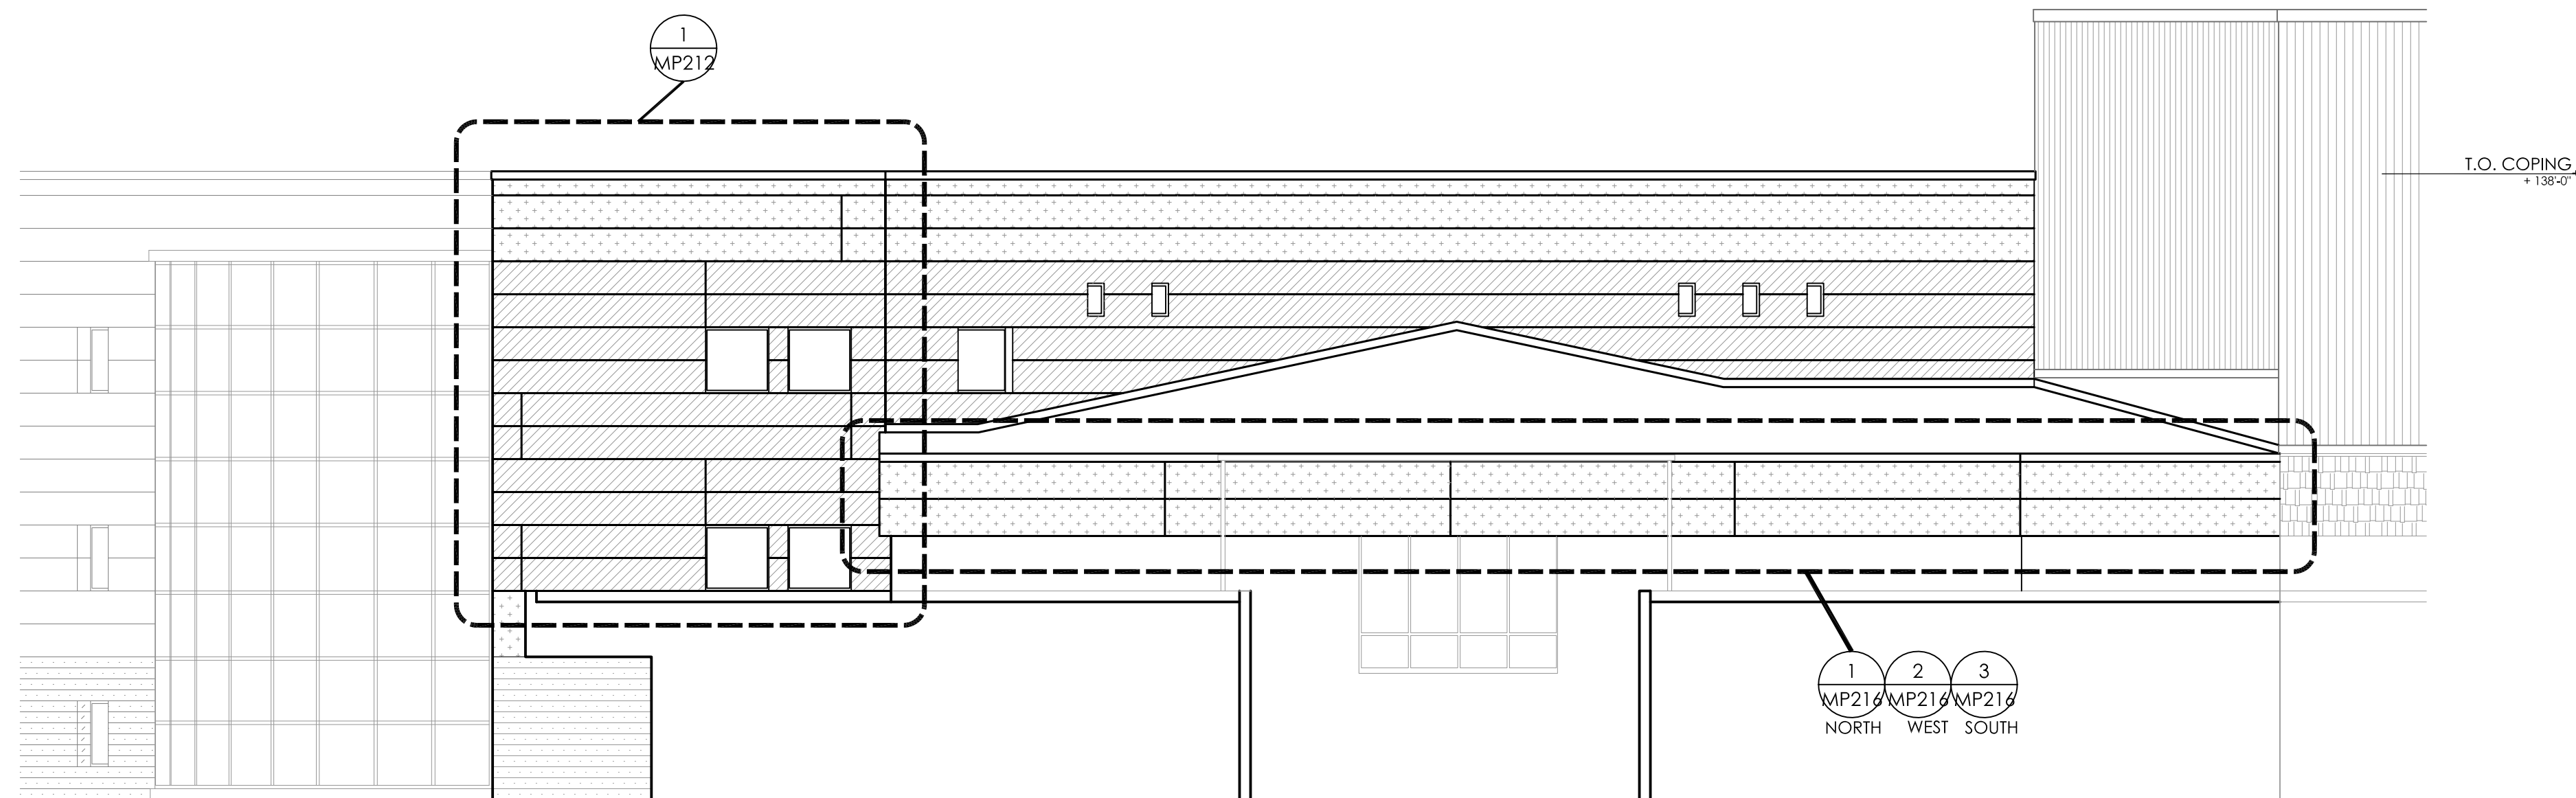 1
MP212
T.O. COPING
+ 138'-0"
1 2 3
MP216 MP216 MP216
NORTH WEST SOUTH